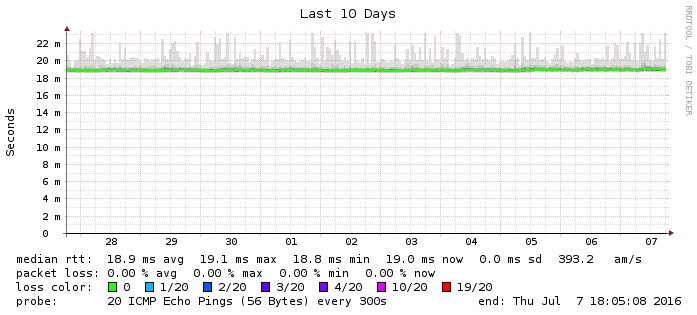 Last 10 Days
RRDTOOL / TOBI OETIKER
Seconds
22 m
20 m
18 m
16 m
14 m
12 m
10 m
8 m
6 m
4 m
2 m
0
28 29 30 01 02 03 04 05 06 07
median rtt: 18.9 ms avg 19.1 ms max 18.8 ms min 19.0 ms now 0.0 ms sd 393.2 am/s
packet loss: 0.00 % avg 0.00 % max 0.00 % min 0.00 % now
loss color: 0 1/20 2/20 3/20 4/20 10/20 19/20
probe: 20 ICMP Echo Pings (56 Bytes) every 300s end: Thu Jul 7 18:05:08 2016